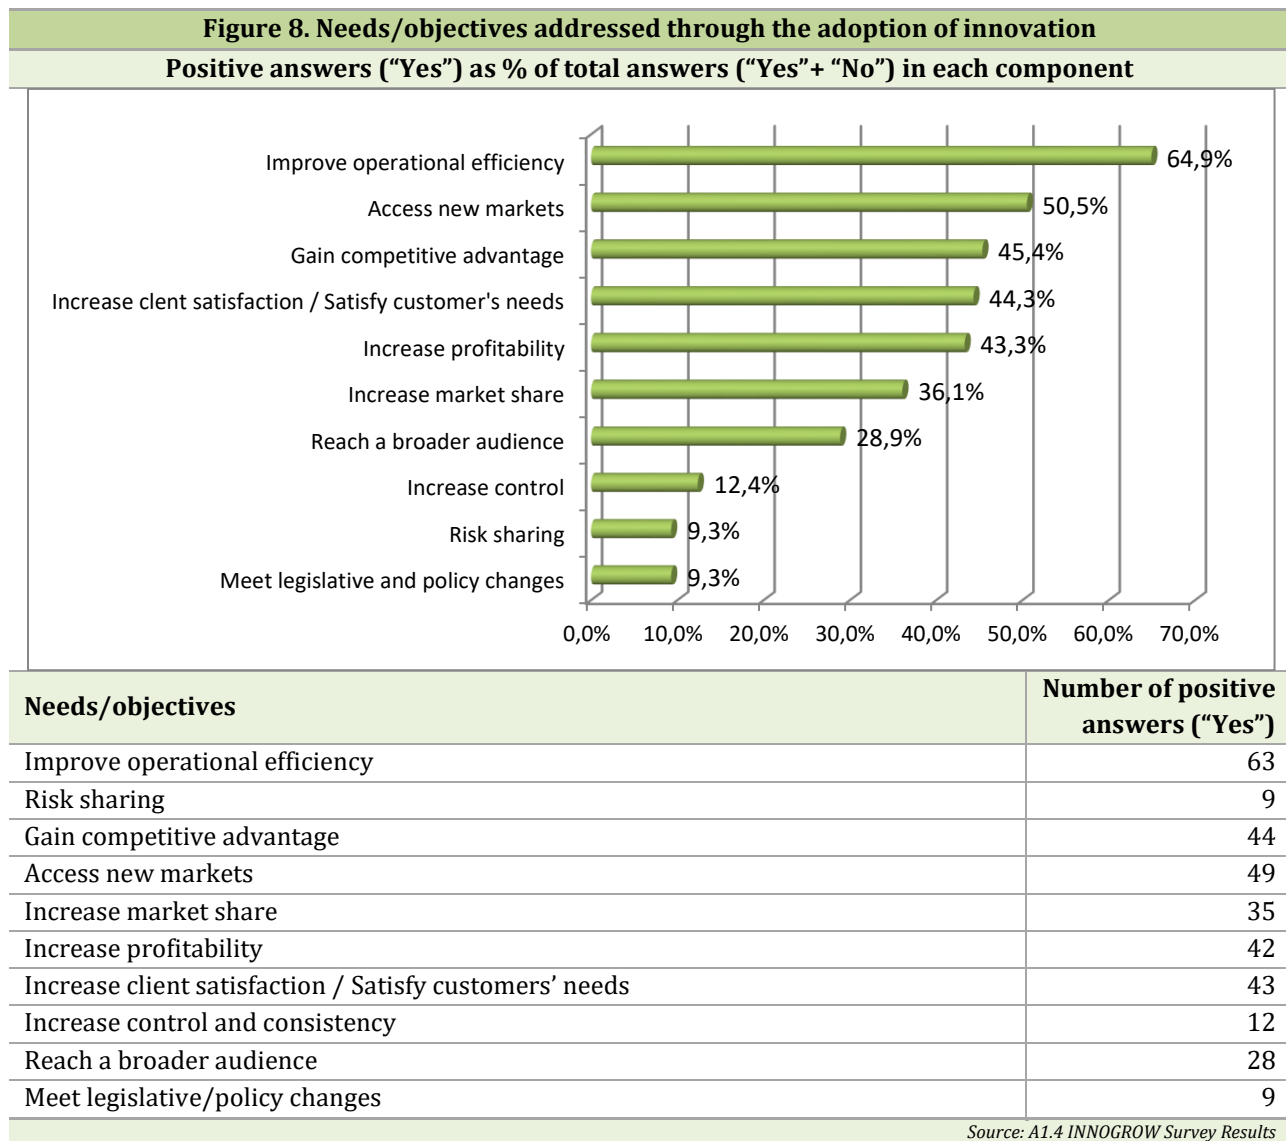 Figure 8. Needs/objectives addressed through the adoption of innovation
Positive answers (“Yes”) as % of total answers (“Yes”+ “No”) in each component
Improve operational efficiency 64,9%
Access new markets 50,5%
Gain competitive advantage 45,4%
Increase clent satisfaction / Satisfy customer's needs 44,3%
Increase profitability 43,3%
Increase market share 36,1%
Reach a broader audience 28,9%
Increase control 12,4%
Risk sharing 9,3%
Meet legislative and policy changes 9,3%
0,0% 10,0% 20,0% 30,0% 40,0% 50,0% 60,0% 70,0%
Needs/objectives Number of positive
answers (“Yes”)
Improve operational efficiency 63
Risk sharing 9
Gain competitive advantage 44
Access new markets 49
Increase market share 35
Increase profitability 42
Increase client satisfaction / Satisfy customers’ needs 43
Increase control and consistency 12
Reach a broader audience 28
Meet legislative/policy changes 9
Source: A1.4 INNOGROW Survey Results